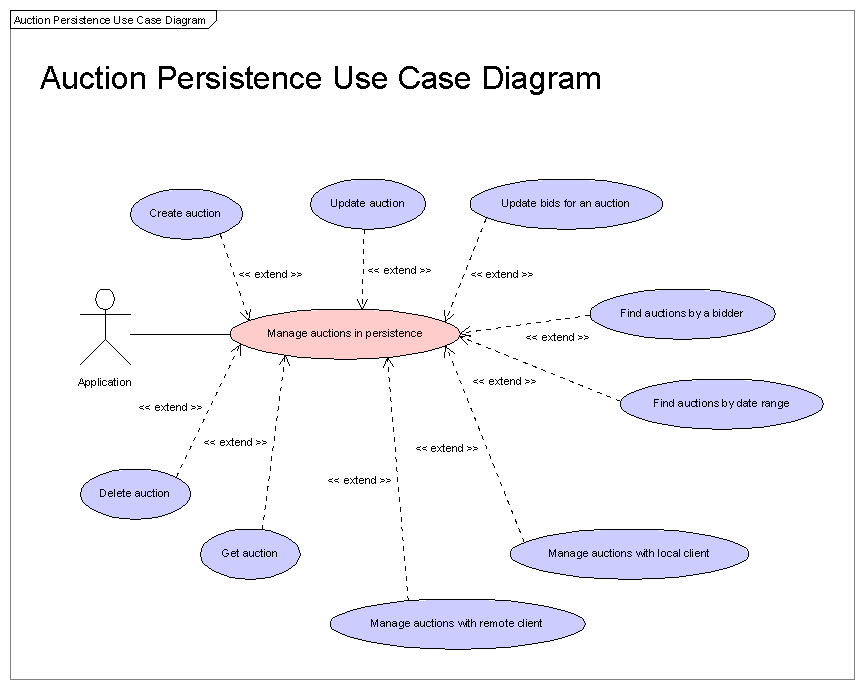 Auction Persistence Use Case Diagram
Auction Persistence Use Case Diagram
Create auction
Update auction
Update bids for an auction
<< extend >>
<< extend >>
<< extend >>
Find auctions by a bidder
Manage auctions in persistence
<< extend >>
Application
<< extend >>
Find auctions by date range
<< extend >>
<< extend >>
<< extend >>
<< extend >>
Delete auction
Get auction
Manage auctions with local client
Manage auctions with remote client